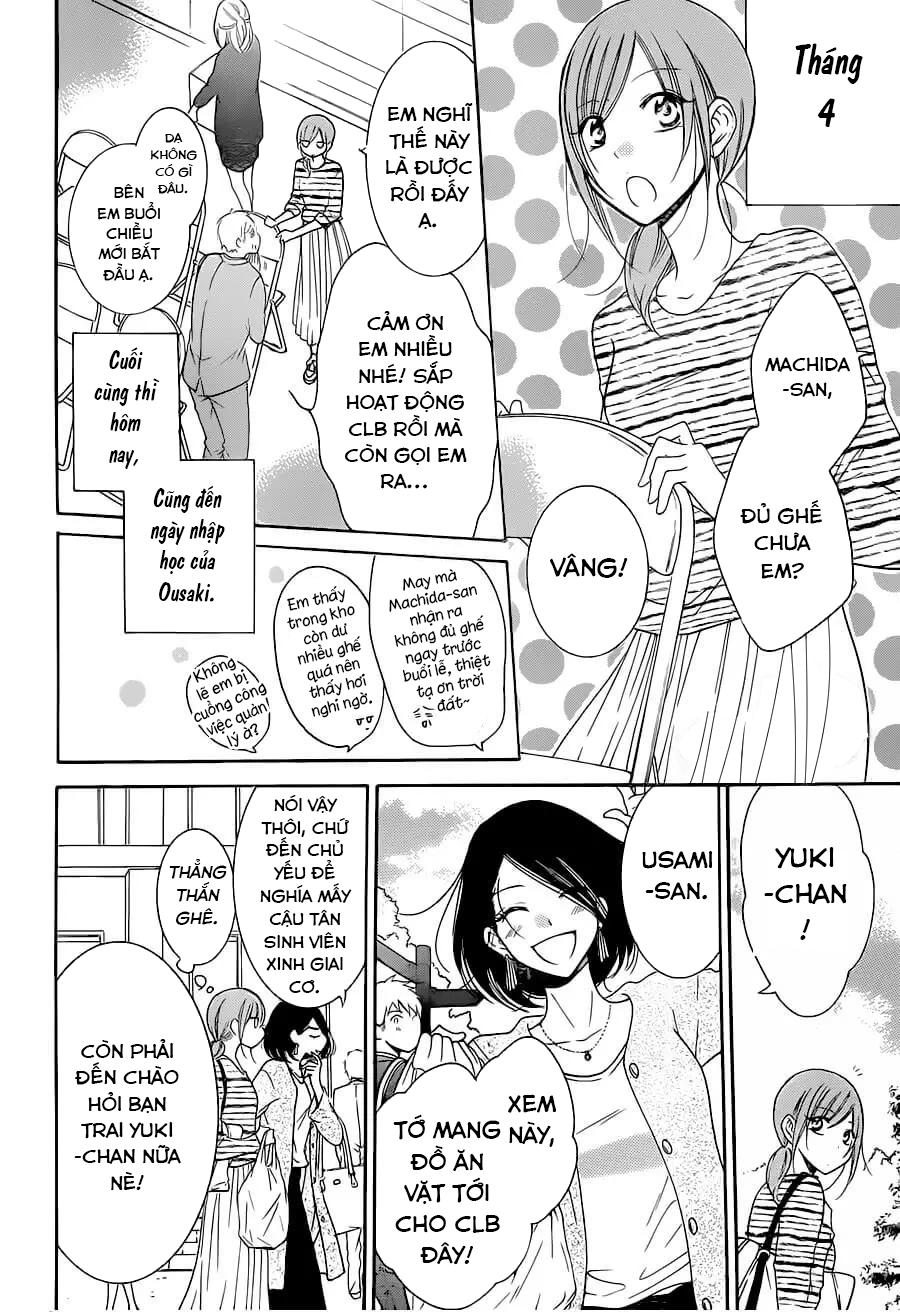 Tháng
4
MACHIDA
-SAN,
ĐỦ GHẾ
CHƯA
EM?
VÂNG!
EM NGHĨ
THẾ NÀY
LÀ ĐƯỢC
RỒI ĐẤY
Ạ.
CẢM ƠN
EM NHIỀU
NHÉ! SẮP
HOẠT ĐỘNG
CLB RỒI MÀ
CÒN GỌI EM
RA...
DẠ
KHÔNG
CÓ GÌ
ĐÂU.
BÊN
EM BUỔI
CHIỀU
MỚI BẮT
ĐẦU Ạ.
Cuối
cùng thì
hôm
nay,
Cũng đến
ngày nhập
học của
Ousaki.
May mà
Machida-san
nhận ra
không đủ ghế
ngay trước
buổi lễ, thiệt
tạ ơn trời
đất~
Em thấy
trong kho
còn dư
nhiều ghế
quá nên
thấy hơi
nghi ngờ.
Không
lẽ em bị
cuồng công
việc quản
lý à?
YUKI
-CHAN
!
USAMI
-SAN.
XEM
NÀY,
TỚ MANG
ĐỒ ĂN
VẶT TỚI
CHO CLB
ĐÂY!
NÓI VẬY
THÔI, CHỨ
ĐẾN CHỦ
YẾU ĐỂ
NGHÍA MẤY
CẬU TÂN
SINH VIÊN
XINH GIAI
CƠ.
THẲNG
THẮN
GHÊ.
CÒN PHẢI
ĐẾN CHÀO
HỎI BẠN
TRAI YUKI
-CHAN NỮA
NÈ!